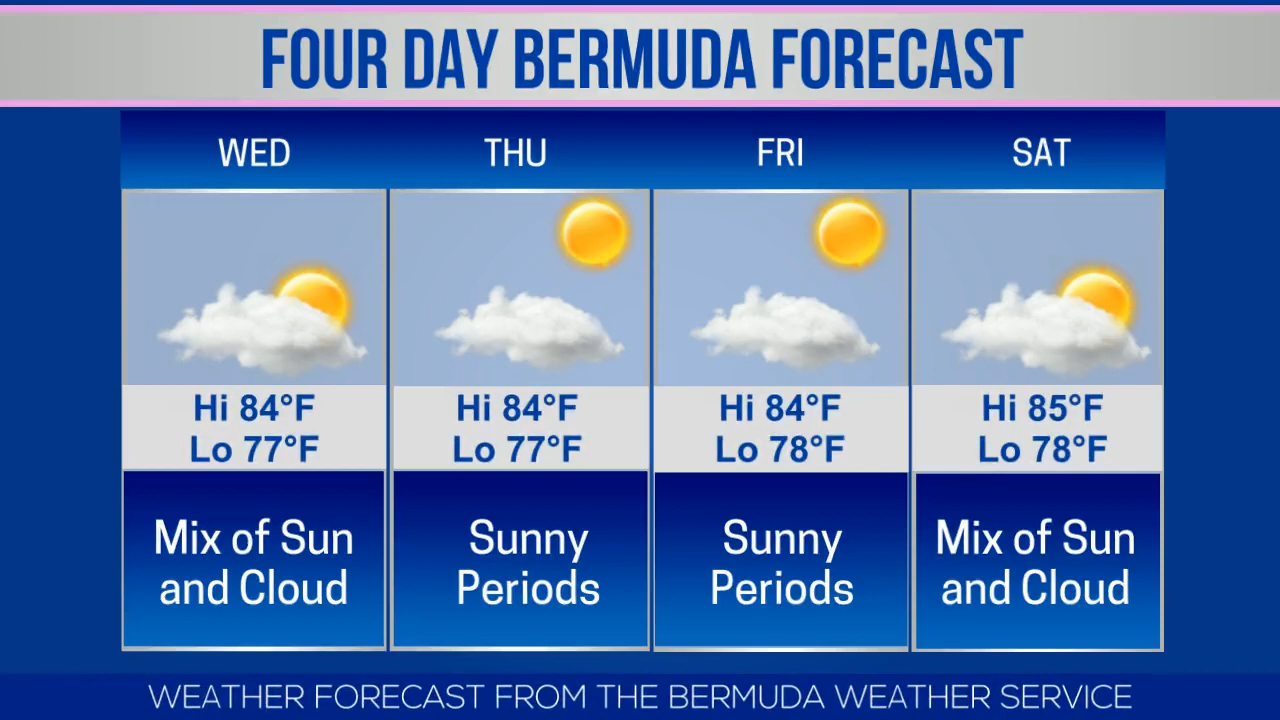 FOUR DAY BERMUDA FORECAST
WED
THU
FRI
SAT
Hi 84°F
Lo 77°F
Hi 84°F
Lo 77°F
Hi 84°F
Lo 78°F
Hi 85°F
Lo 78°F
Mix of Sun
and Cloud
Sunny
Periods
Sunny
Periods
Mix of Sun
and Cloud
WEATHER FORECAST FROM THE BERMUDA WEATHER SERVICE